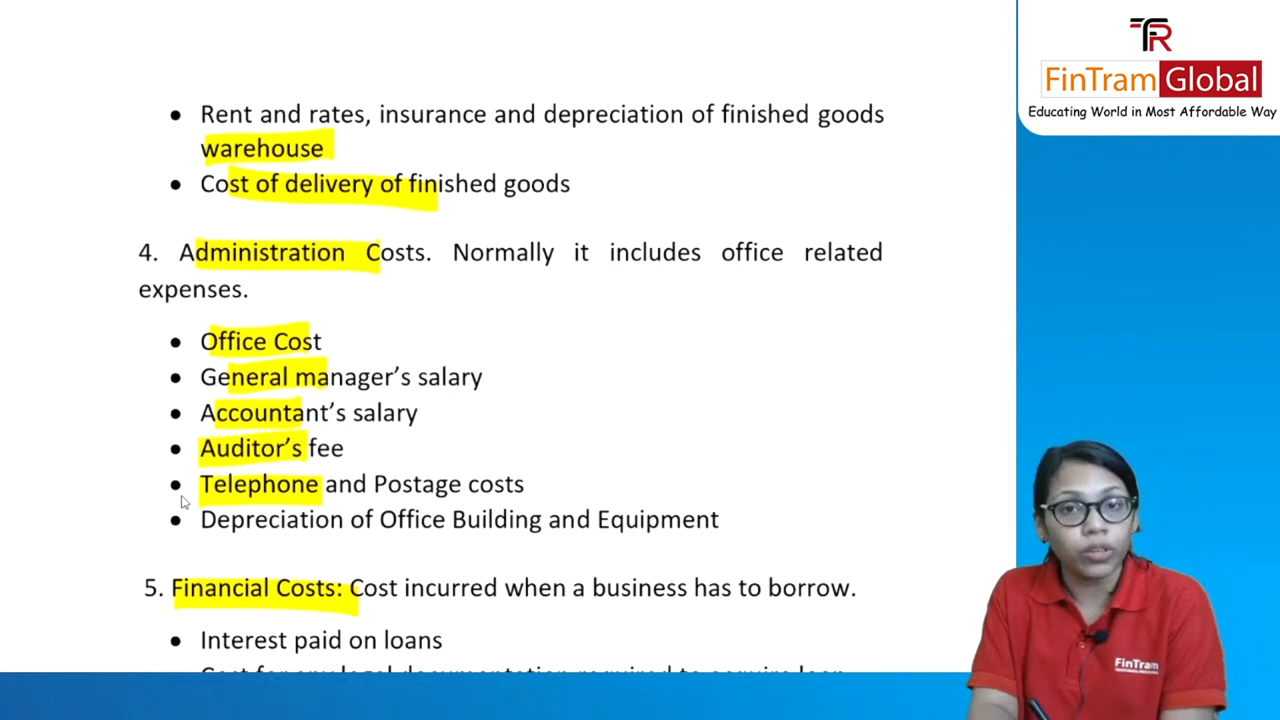 • Rent and rates, insurance and depreciation of finished goods
warehouse
• Cost of delivery of finished goods
4. Administration Costs. Normally it includes office related
expenses.
• Office Cost
• General manager’s salary
• Accountant’s salary
• Auditor’s fee
• Telephone and Postage costs
• Depreciation of Office Building and Equipment
5. Financial Costs: Cost incurred when a business has to borrow.
• Interest paid on loans
FinTram Global
Educating World in Most Affordable Way
FinTram